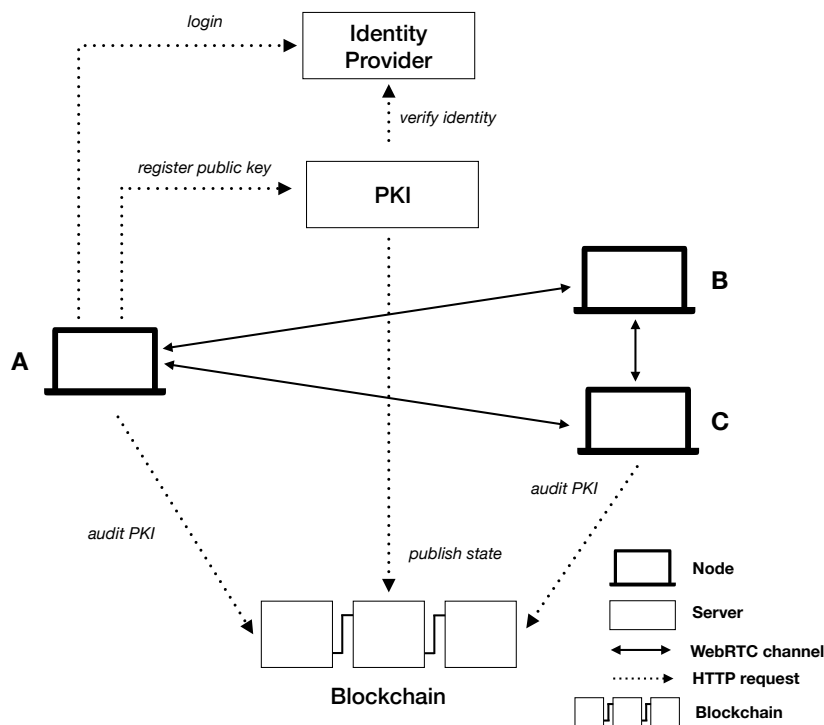 login
Identity
Provider
verify identity
register public key
PKI
B
A
C
audit PKI
audit PKI
publish state
Node
Server
WebRTC channel
HTTP request
Blockchain
Blockchain